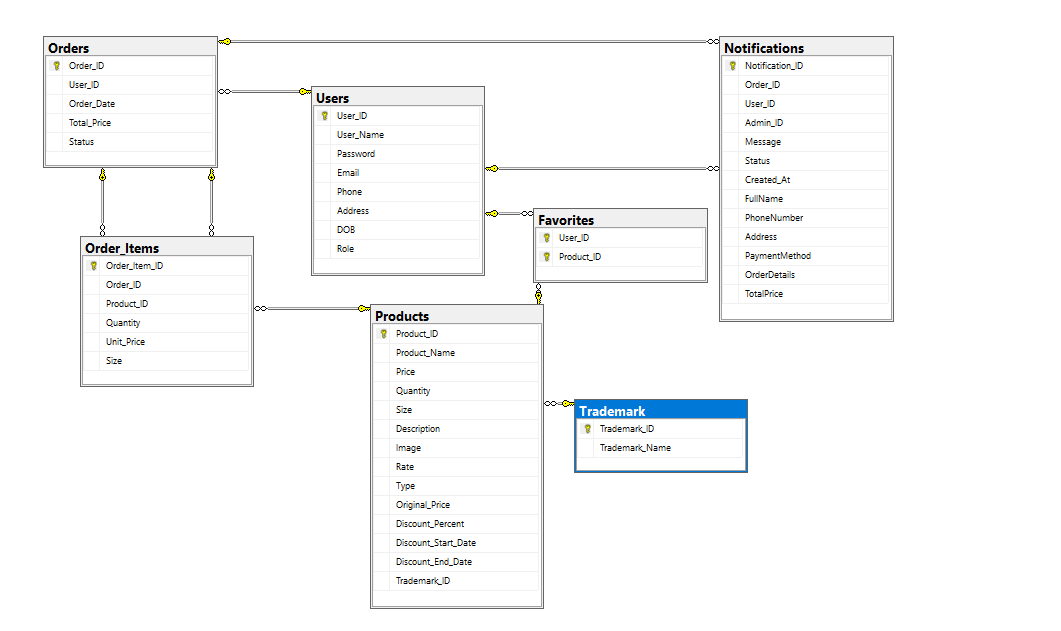 Orders
Order_ID
User_ID
Order_Date
Total_Price
Status
Users
User_ID
User_Name
Password
Email
Phone
Address
DOB
Role
Notifications
Notification_ID
Order_ID
User_ID
Admin_ID
Message
Status
Created_At
FullName
PhoneNumber
Address
PaymentMethod
OrderDetails
TotalPrice
Favorites
User_ID
Product_ID
Order_Items
Order_Item_ID
Order_ID
Product_ID
Quantity
Unit_Price
Size
Products
Product_ID
Product_Name
Price
Quantity
Size
Description
Image
Rate
Type
Original_Price
Discount_Percent
Discount_Start_Date
Discount_End_Date
Trademark_ID
Trademark
Trademark_ID
Trademark_Name